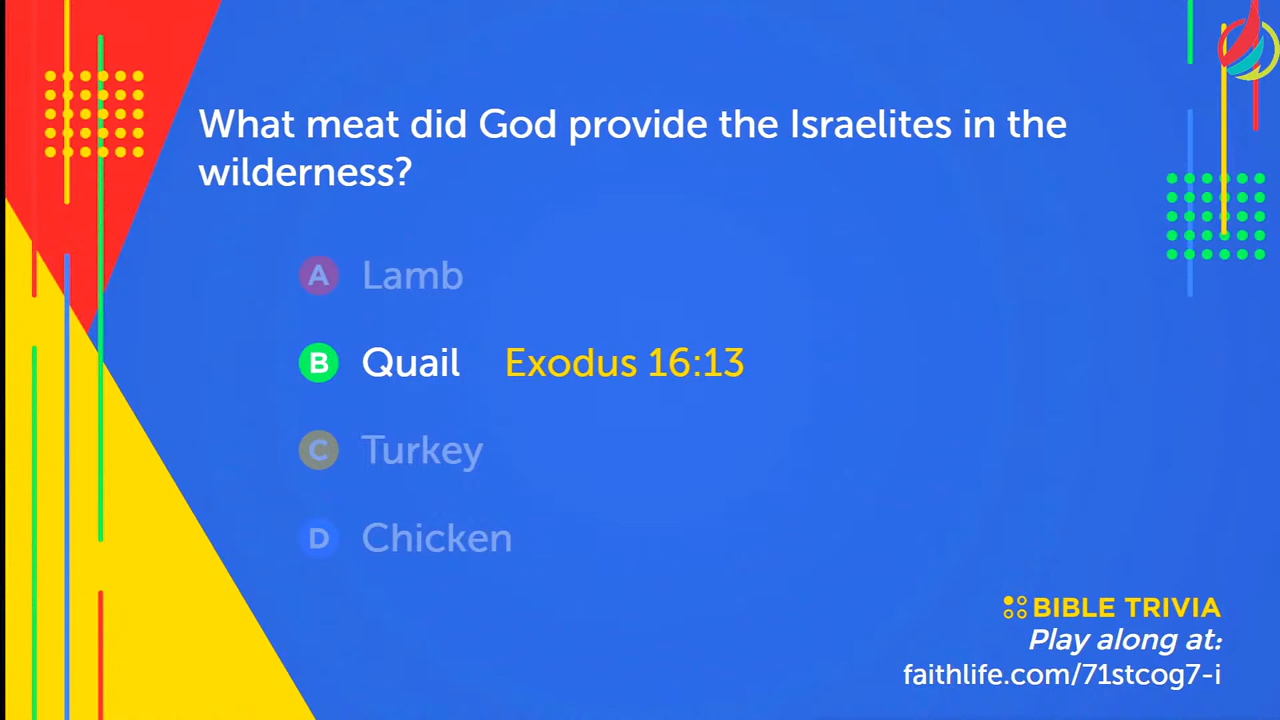 What meat did God provide the Israelites in the
wilderness?
A Lamb
B Quail Exodus 16:13
C Turkey
D Chicken
BIBLE TRIVIA
Play along at:
faithlife.com/71stcog7-i